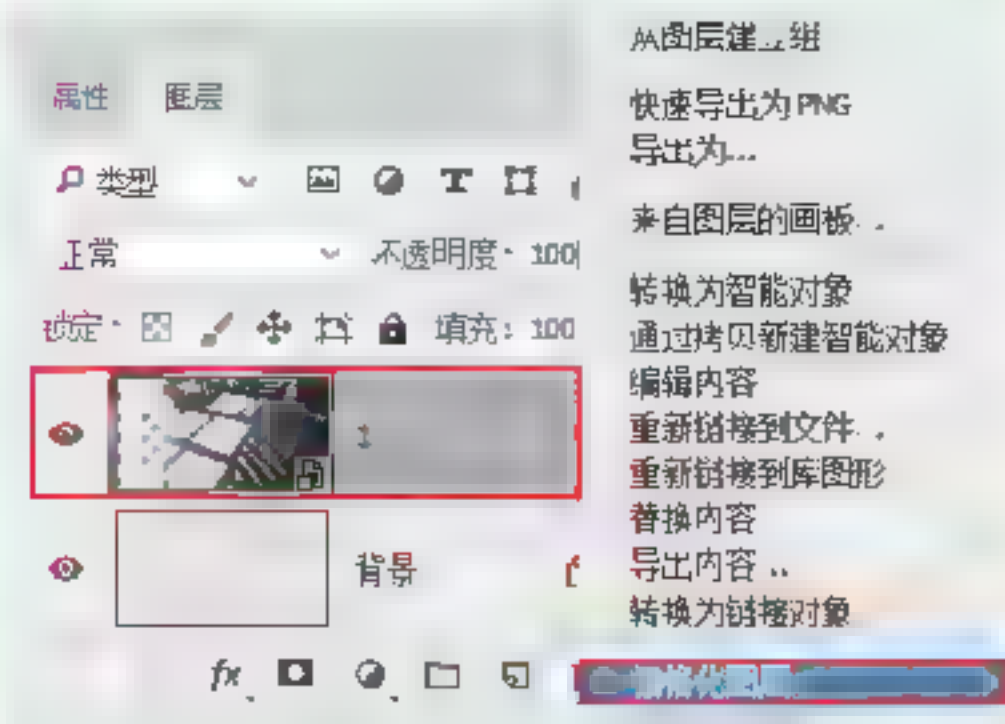 属性 图层
类型
正常 不透明度: 100
锁定: 填充: 100
1
背景
fx
从图层建立组
快速导出为 PNG
导出为...
来自图层的画板...
转换为智能对象
通过拷贝新建智能对象
编辑内容
重新链接到文件...
重新链接到库图形
替换内容
导出内容...
转换为链接对象